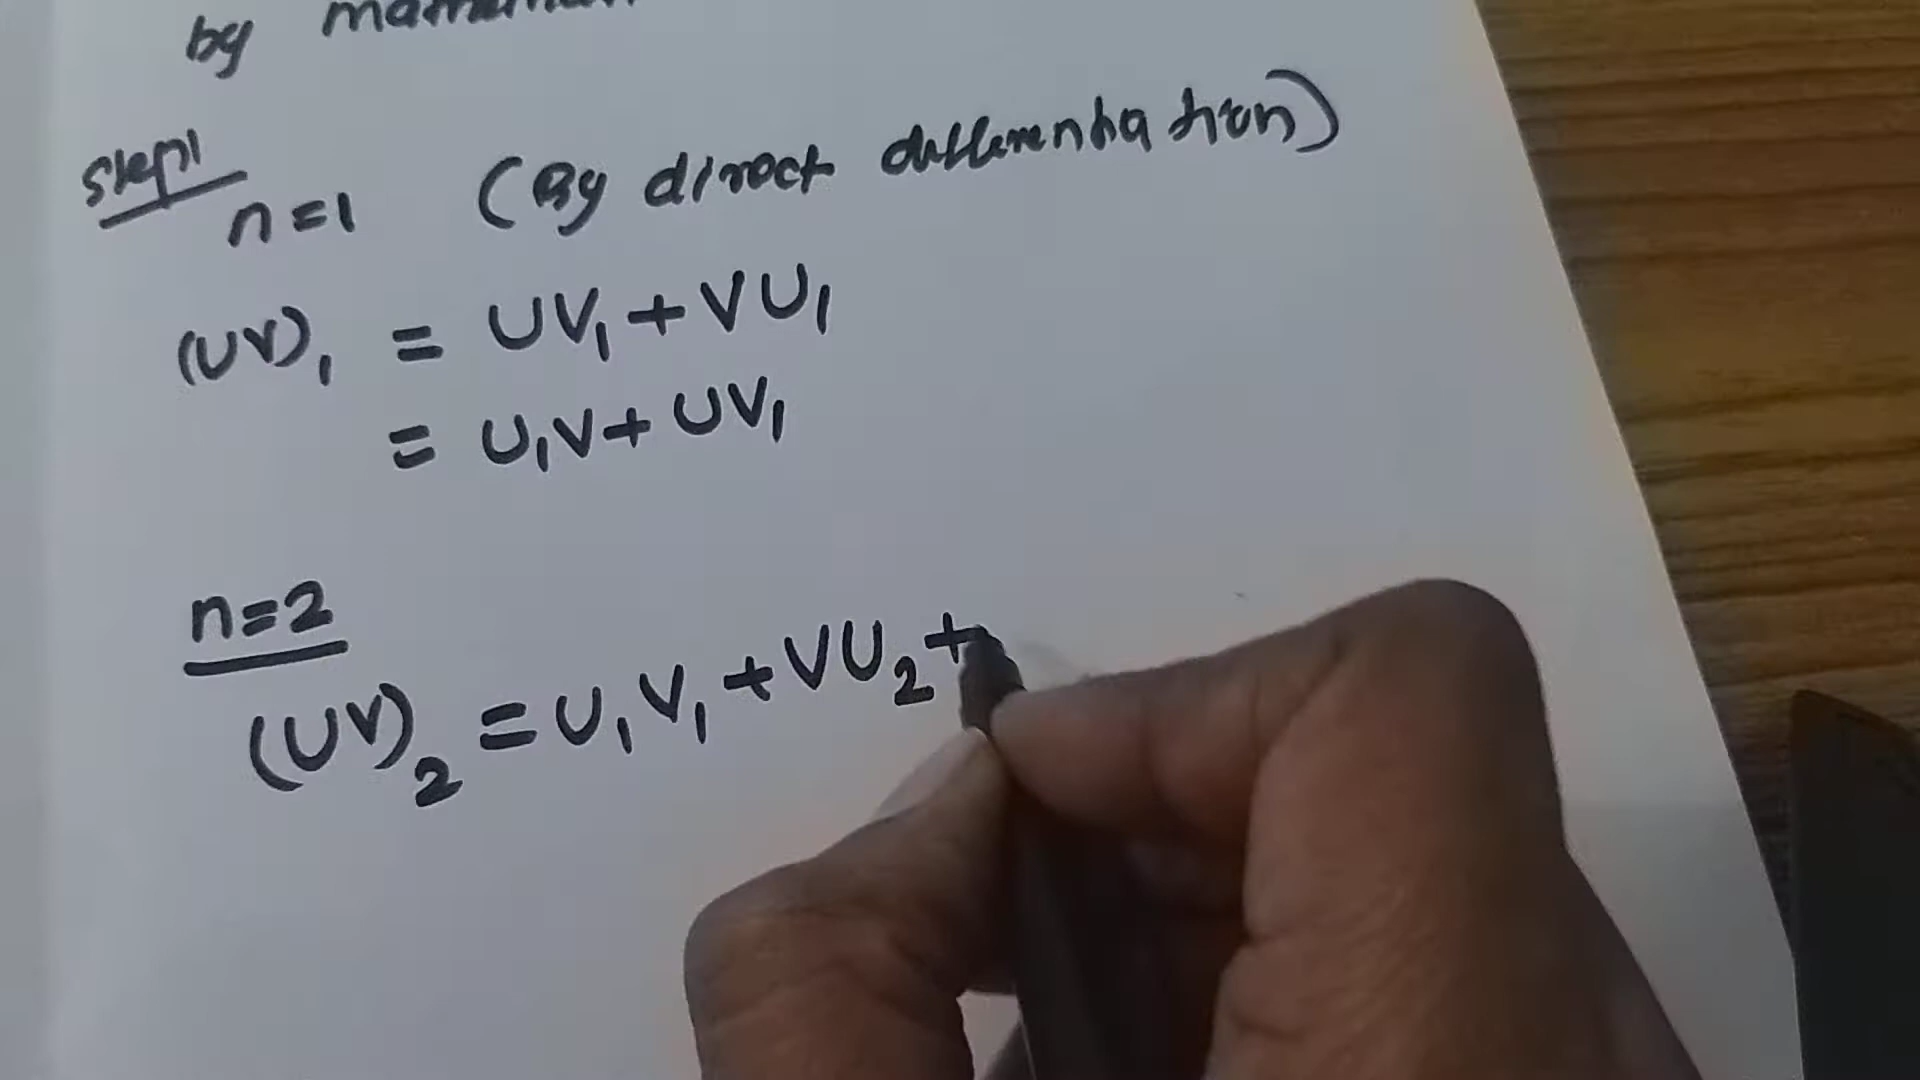 by
Step1
n=1 (By direct differentiation)
(UV)₁ = UV₁ + VU₁
= U₁V + UV₁
n=2
(UV)₂ = U₁V₁ + VU₂ +